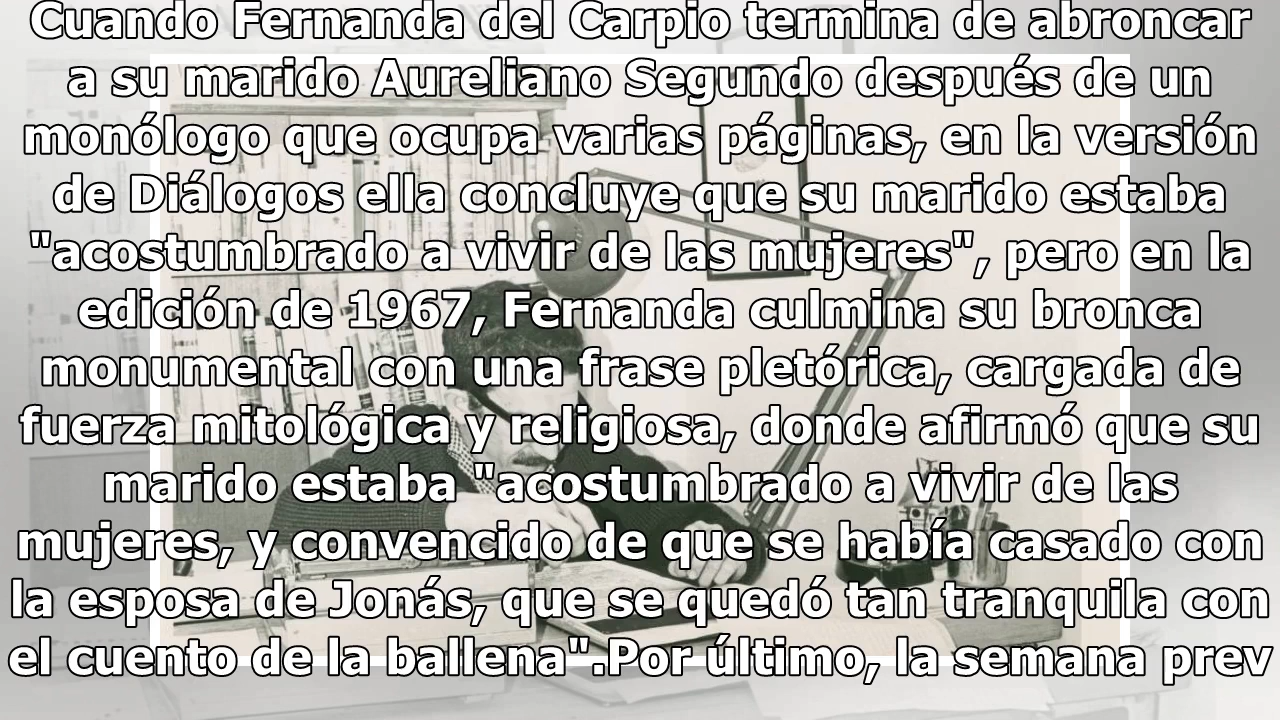 Cuando Fernanda del Carpio termina de abroncar
a su marido Aureliano Segundo después de un
monólogo que ocupa varias páginas, en la versión
de Diálogos ella concluye que su marido estaba
"acostumbrado a vivir de las mujeres", pero en la
edición de 1967, Fernanda culmina su bronca
monumental con una frase pletórica, cargada de
fuerza mitológica y religiosa, donde afirmó que su
marido estaba "acostumbrado a vivir de las
mujeres, y convencido de que se había casado con
la esposa de Jonás, que se quedó tan tranquila con
el cuento de la ballena".Por último, la semana prev